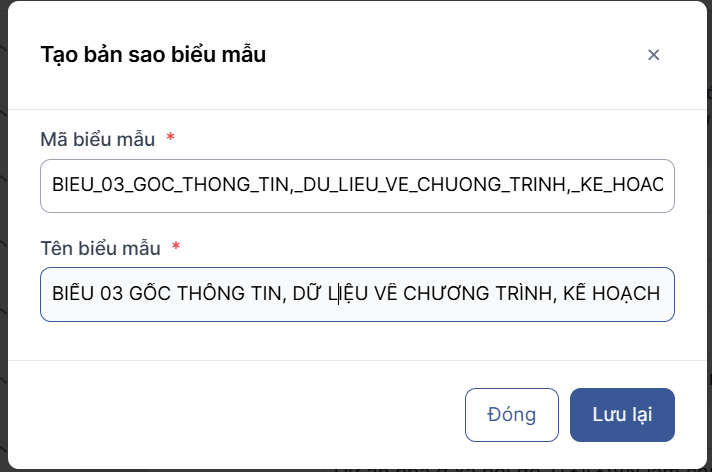 Tạo bản sao biểu mẫu
Mã biểu mẫu *
BIEU_03_GOC_THONG_TIN,_DU_LIEU_VE_CHUONG_TRINH,_KE_HOAC
Tên biểu mẫu *
BIỂU 03 GỐC THÔNG TIN, DỮ LIỆU VỀ CHƯƠNG TRÌNH, KẾ HOẠCH
Đóng
Lưu lại